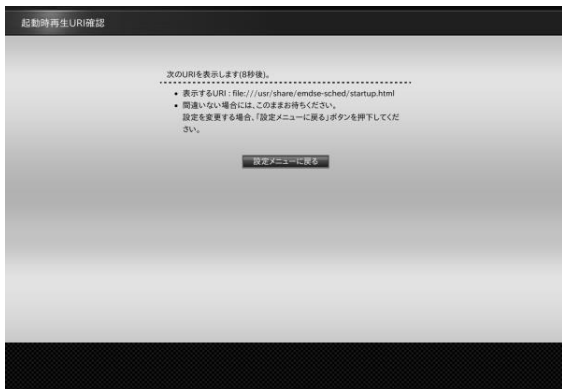 起動時再生URI確認
次のURIを表示します(8秒後)。
• 表示するURI : file:///usr/share/emdse-sched/startup.html
• 間違いない場合には、このままお待ちください。
設定を変更する場合、「設定メニューに戻る」ボタンを押下してくだ
さい。
設定メニューに戻る